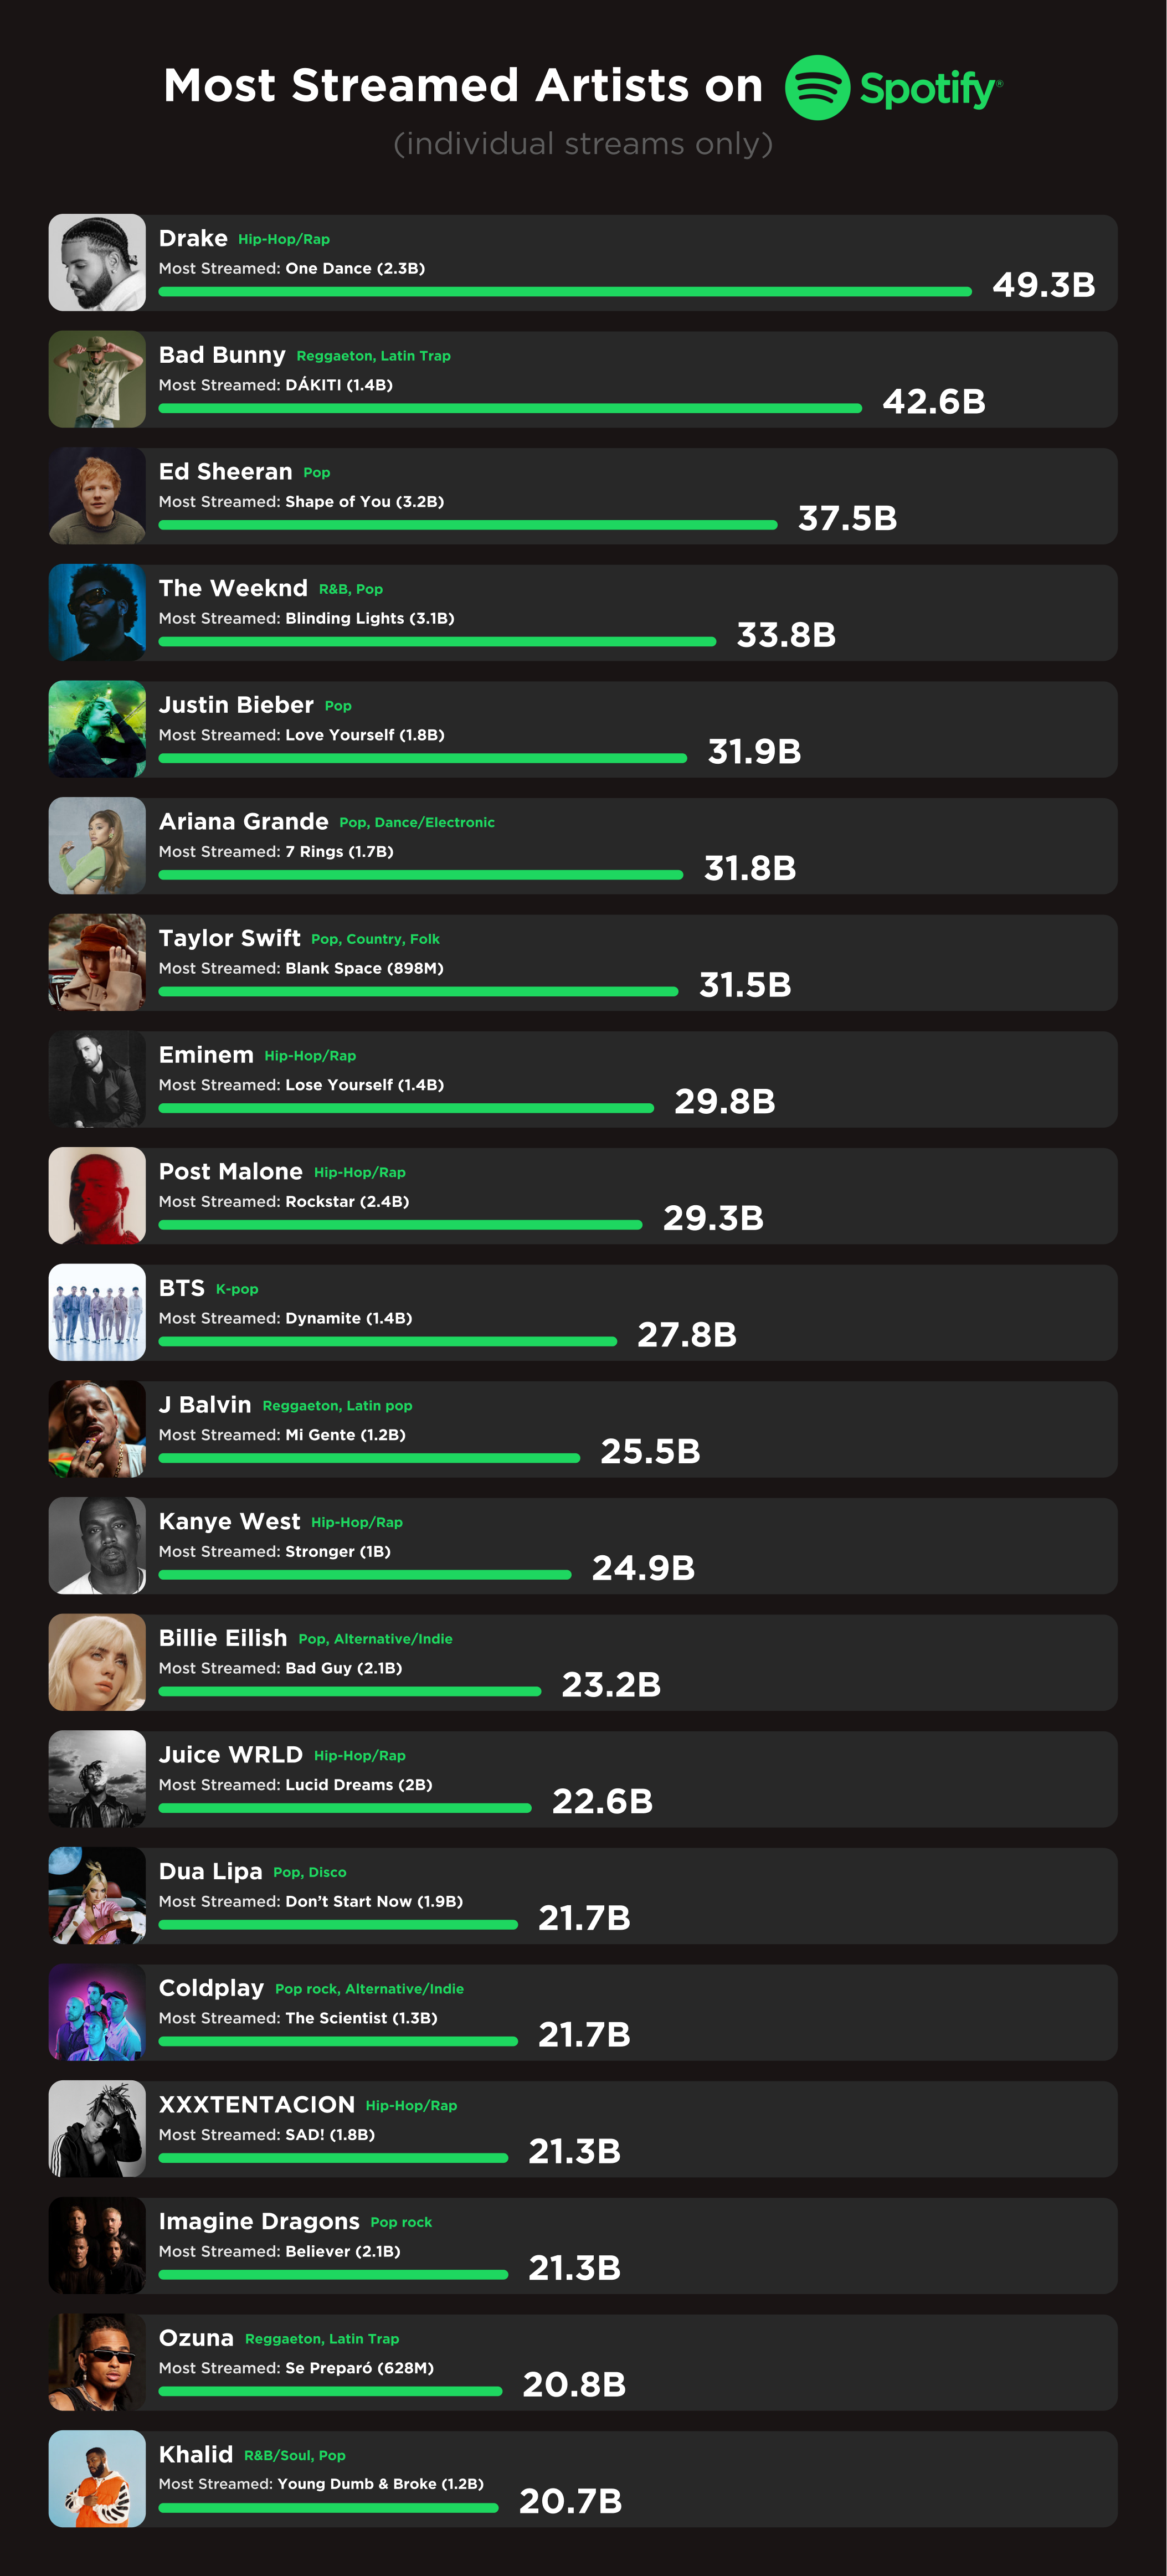 Most Streamed Artists on Spotify®
(individual streams only)
Drake Hip-Hop/Rap
Most Streamed: One Dance (2.3B)
49.3B
Bad Bunny Reggaeton, Latin Trap
Most Streamed: DÁKITI (1.4B)
42.6B
Ed Sheeran Pop
Most Streamed: Shape of You (3.2B)
37.5B
The Weeknd R&B, Pop
Most Streamed: Blinding Lights (3.1B)
33.8B
Justin Bieber Pop
Most Streamed: Love Yourself (1.8B)
31.9B
Ariana Grande Pop, Dance/Electronic
Most Streamed: 7 Rings (1.7B)
31.8B
Taylor Swift Pop, Country, Folk
Most Streamed: Blank Space (898M)
31.5B
Eminem Hip-Hop/Rap
Most Streamed: Lose Yourself (1.4B)
29.8B
Post Malone Hip-Hop/Rap
Most Streamed: Rockstar (2.4B)
29.3B
BTS K-pop
Most Streamed: Dynamite (1.4B)
27.8B
J Balvin Reggaeton, Latin pop
Most Streamed: Mi Gente (1.2B)
25.5B
Kanye West Hip-Hop/Rap
Most Streamed: Stronger (1B)
24.9B
Billie Eilish Pop, Alternative/Indie
Most Streamed: Bad Guy (2.1B)
23.2B
Juice WRLD Hip-Hop/Rap
Most Streamed: Lucid Dreams (2B)
22.6B
Dua Lipa Pop, Disco
Most Streamed: Don’t Start Now (1.9B)
21.7B
Coldplay Pop rock, Alternative/Indie
Most Streamed: The Scientist (1.3B)
21.7B
XXXTENTACION Hip-Hop/Rap
Most Streamed: SAD! (1.8B)
21.3B
Imagine Dragons Pop rock
Most Streamed: Believer (2.1B)
21.3B
Ozuna Reggaeton, Latin Trap
Most Streamed: Se Preparó (628M)
20.8B
Khalid R&B/Soul, Pop
Most Streamed: Young Dumb & Broke (1.2B)
20.7B